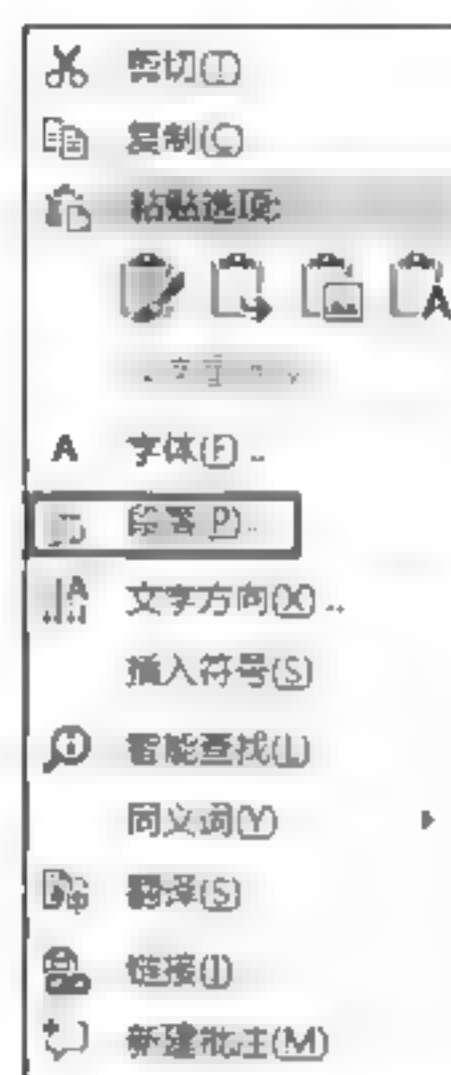 剪切(T)
复制(C)
粘贴选项:
A
字体(F)..
段落 P)..
文字方向(X)..
插入符号(S)
智能查找(L)
同义词(Y)
翻译(S)
链接(I)
新建批注(M)